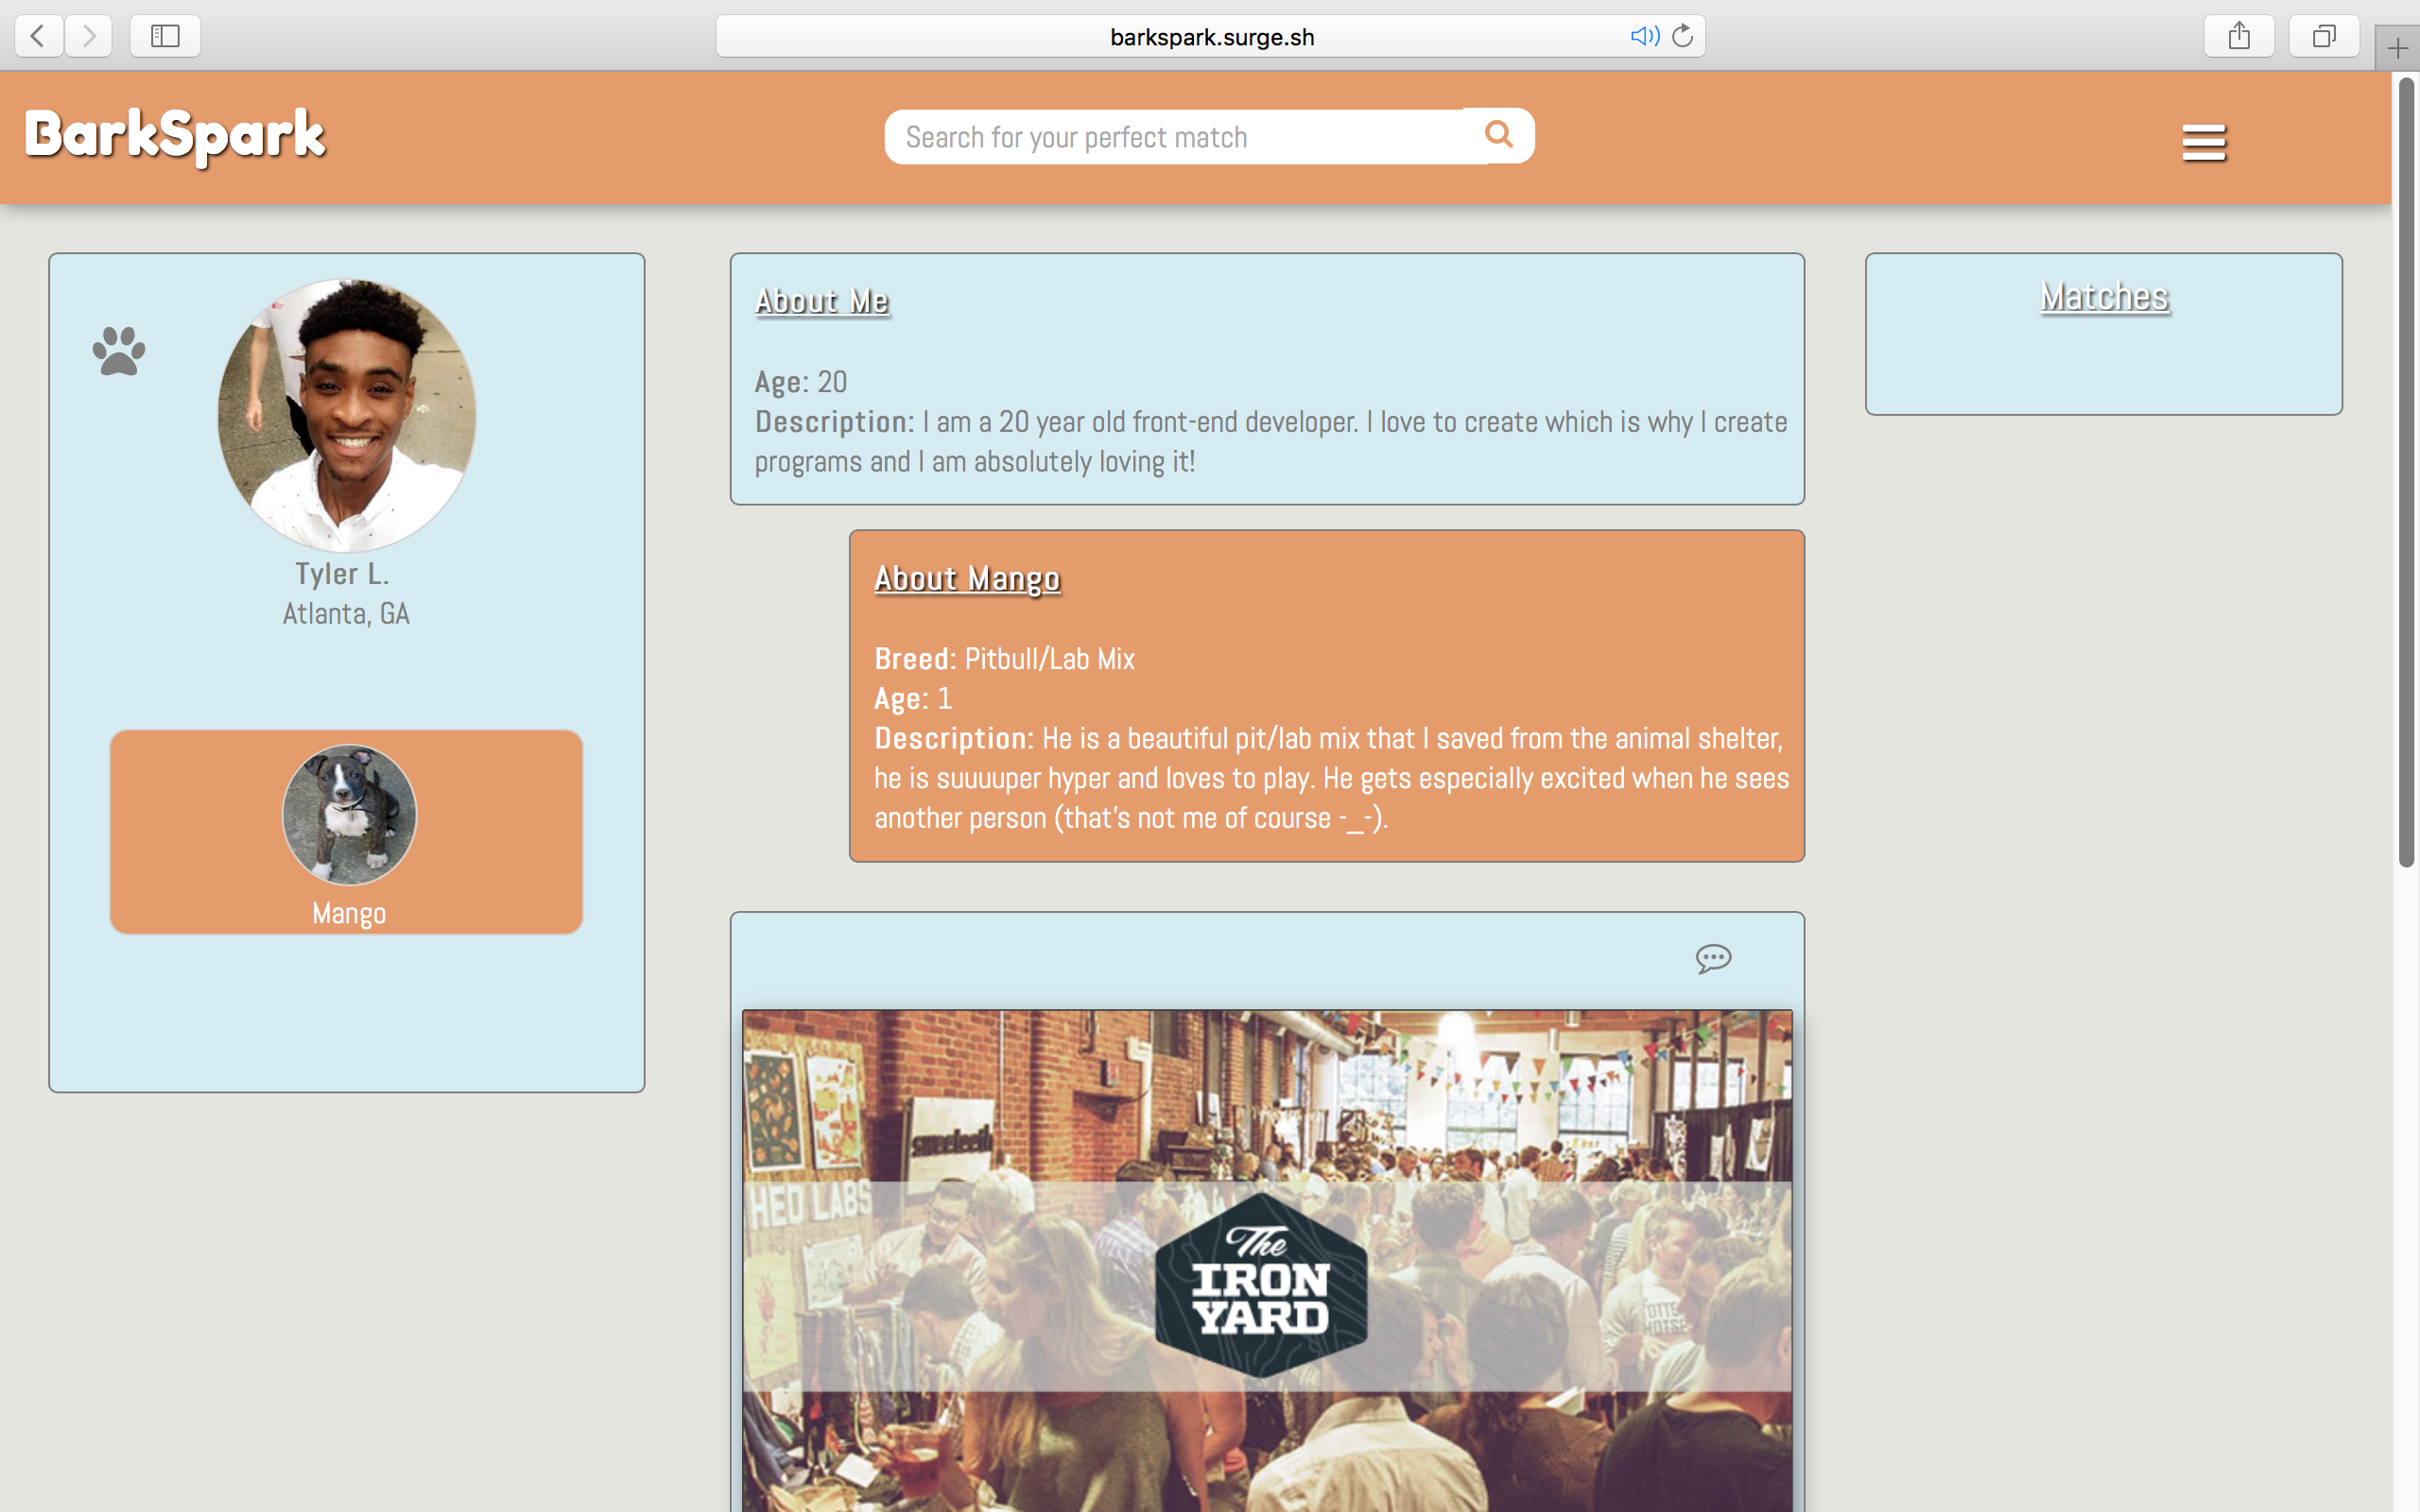 barkspark.surge.sh
BarkSpark
Search for your perfect match
Tyler L.
Atlanta, GA
Mango
About Me
Age: 20
Description: I am a 20 year old front-end developer. I love to create which is why I create
programs and I am absolutely loving it!
About Mango
Breed: Pitbull/Lab Mix
Age: 1
Description: He is a beautiful pit/lab mix that I saved from the animal shelter,
he is suuuuper hyper and loves to play. He gets especially excited when he sees
another person (that's not me of course -_-).
HED LABS
The
IRON
YARD
Matches